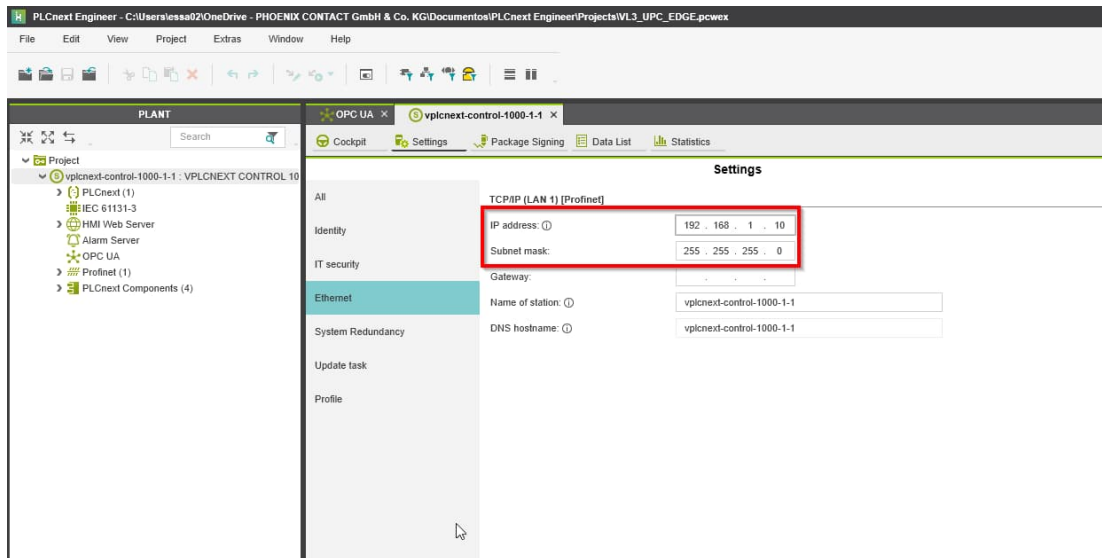 PLCnext Engineer - C:\Users\essa02\OneDrive - PHOENIX CONTACT GmbH & Co. KG\Documentos\PLCnext Engineer\Projects\VL3_UPC_EDGE.pcwex
File Edit View Project Extras Window Help
PLANT
OPC UA × S vplcnext-control-1000-1-1 ×
Search
Cockpit Settings Package Signing Data List Statistics
Project
S vplcnext-control-1000-1-1 : VPLCNEXT CONTROL 10
PLCnext (1)
IEC 61131-3
HMI Web Server
Alarm Server
OPC UA
Profinet (1)
PLCnext Components (4)
Settings
All
Identity
IT security
Ethernet
System Redundancy
Update task
Profile
TCP/IP (LAN 1) [Profinet]
IP address: 192 . 168 . 1 . 10
Subnet mask: 255 . 255 . 255 . 0
Gateway: . . .
Name of station: vplcnext-control-1000-1-1
DNS hostname: vplcnext-control-1000-1-1